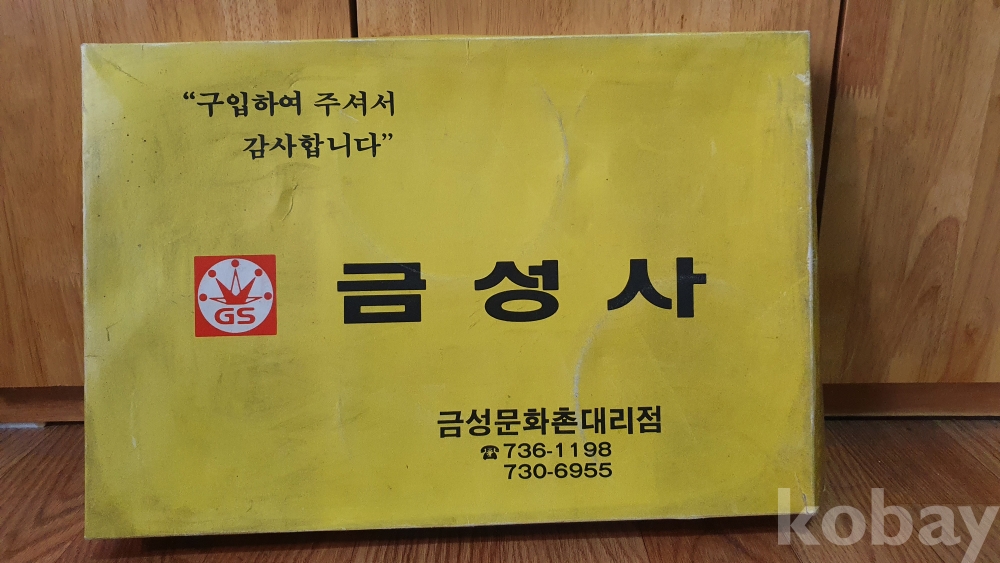 “구입하여 주셔서
감사합니다”
GS
금성사
금성문화촌대리점
☎736-1198
730-6955
kobay